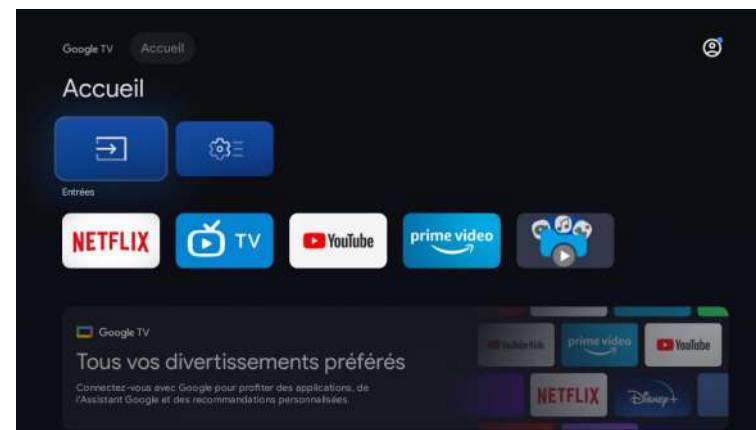 Google TV Accueil
Accueil
Entrées
NETFLIX TV YouTube prime video
Google TV
Tous vos divertissements préférés
Connectez-vous avec Google pour profiter des applications, de
l'Assistant Google et des recommandations personnalisées.
prime video YouTube
NETFLIX Disney+